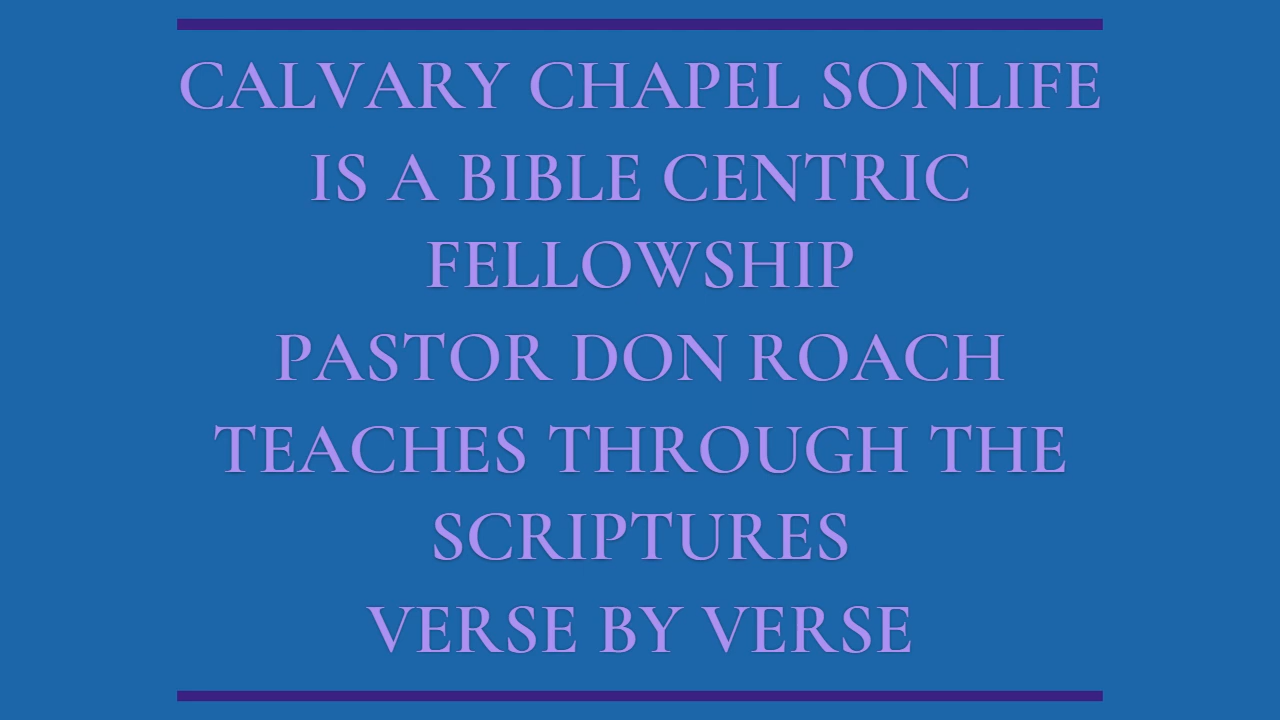 CALVARY CHAPEL SONLIFE
IS A BIBLE CENTRIC
FELLOWSHIP
PASTOR DON ROACH
TEACHES THROUGH THE
SCRIPTURES
VERSE BY VERSE